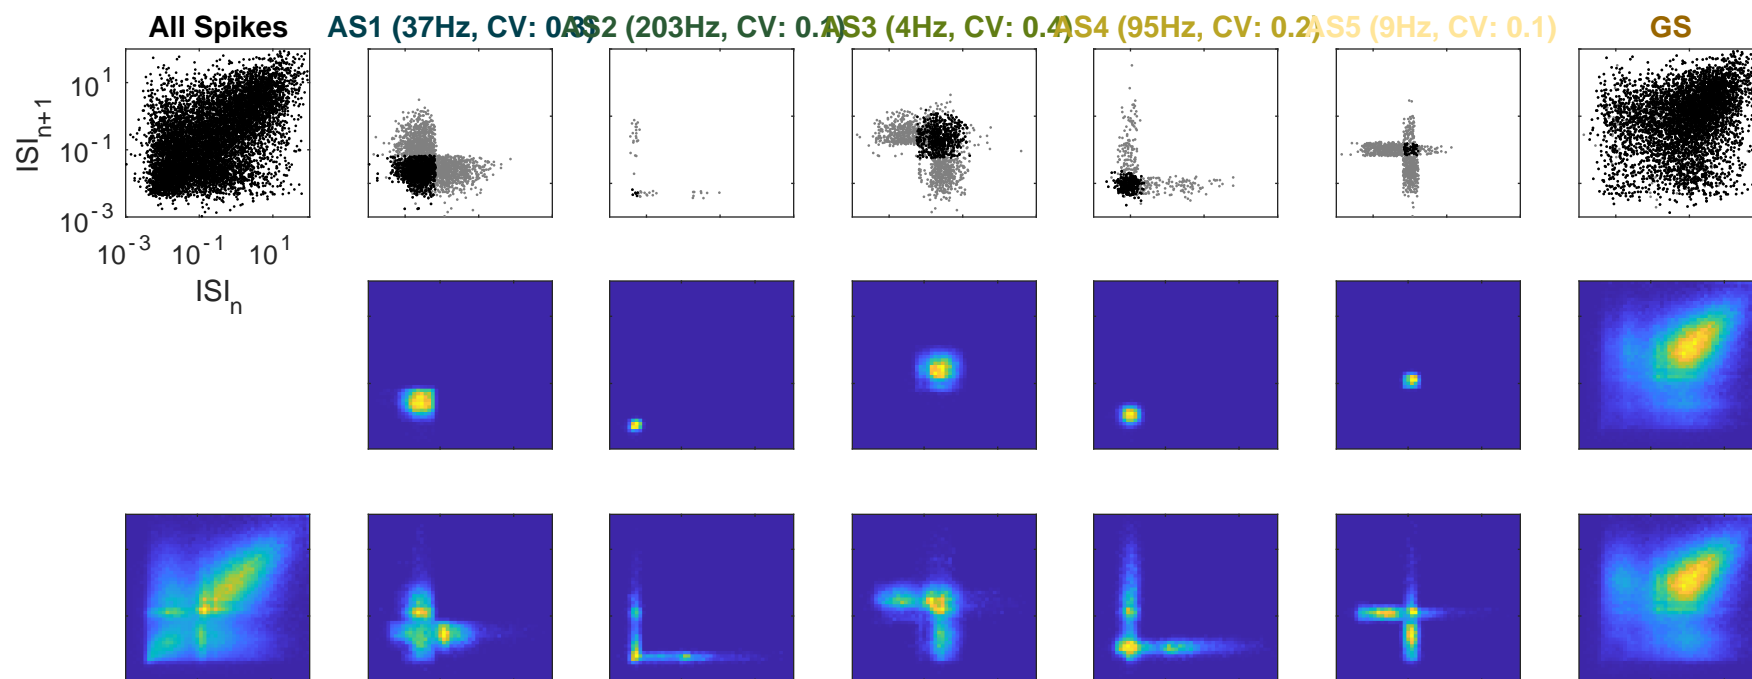 All Spikes AS1 (37Hz, CV: 0.3) AS2 (203Hz, CV: 0.1) AS3 (4Hz, CV: 0.4) AS4 (95Hz, CV: 0.2) AS5 (9Hz, CV: 0.1) GS
10^1
10^-1
10^-3
ISI_{n+1}
10^-3 10^-1 10^1
ISI_n